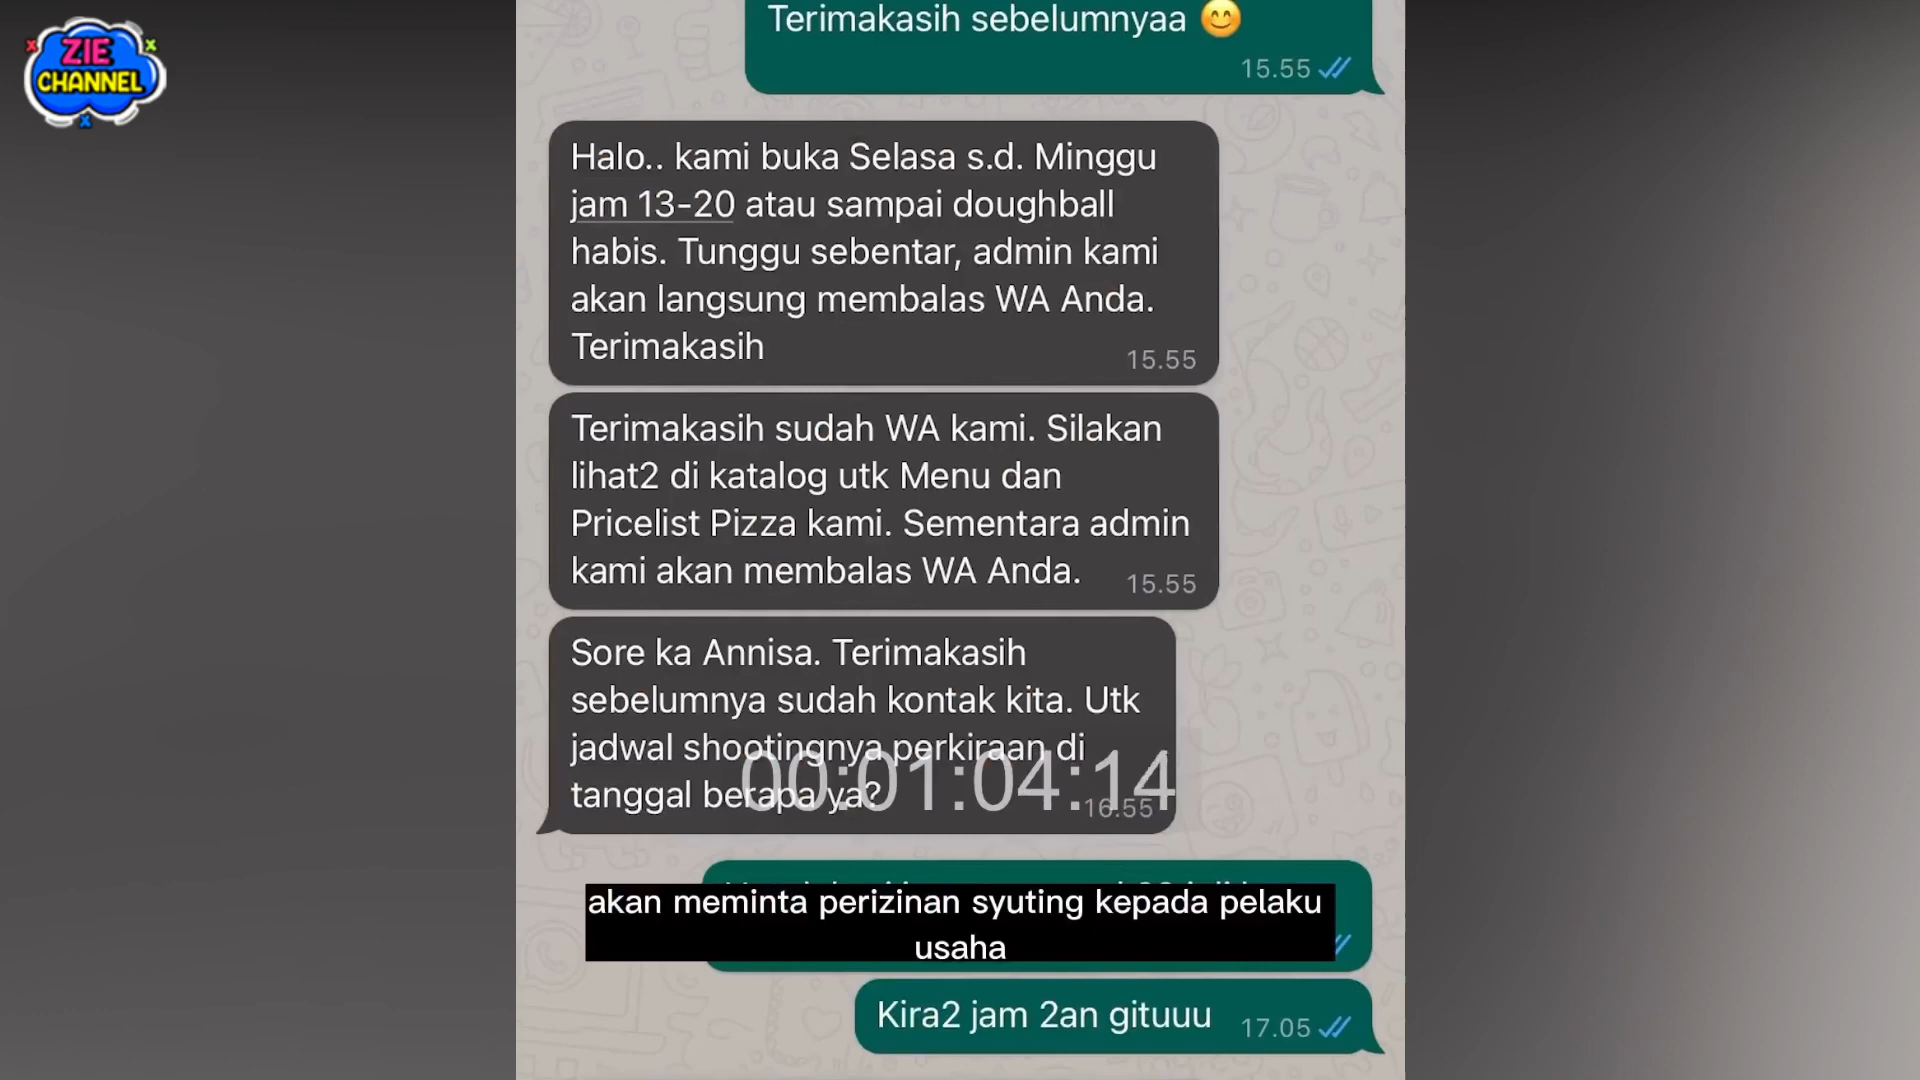 ZIE
CHANNEL
Terimakasih sebelumnyaa 😊
15.55
Halo.. kami buka Selasa s.d. Minggu
jam 13-20 atau sampai doughball
habis. Tunggu sebentar, admin kami
akan langsung membalas WA Anda.
Terimakasih
15.55
Terimakasih sudah WA kami. Silakan
lihat2 di katalog utk Menu dan
Pricelist Pizza kami. Sementara admin
kami akan membalas WA Anda.
15.55
Sore ka Annisa. Terimakasih
sebelumnya sudah kontak kita. Utk
jadwal shootingnya perkiraan di
tanggal berapa ya?
16.55
00:01:04:14
akan meminta perizinan syuting kepada pelaku
usaha
Kira2 jam 2an gituuu
17.05